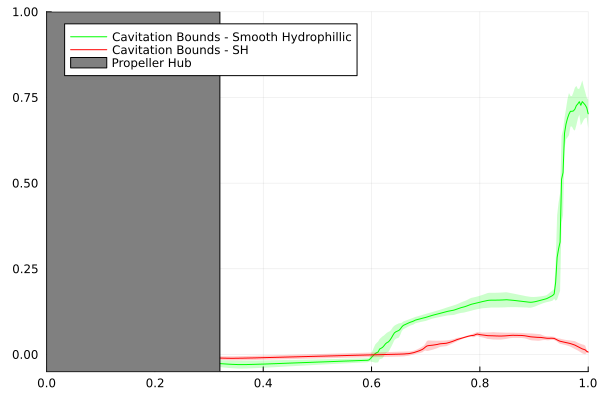 1.00
Cavitation Bounds - Smooth Hydrophillic
Cavitation Bounds - SH
Propeller Hub
0.75
0.50
0.25
0.00
0.0 0.2 0.4 0.6 0.8 1.0